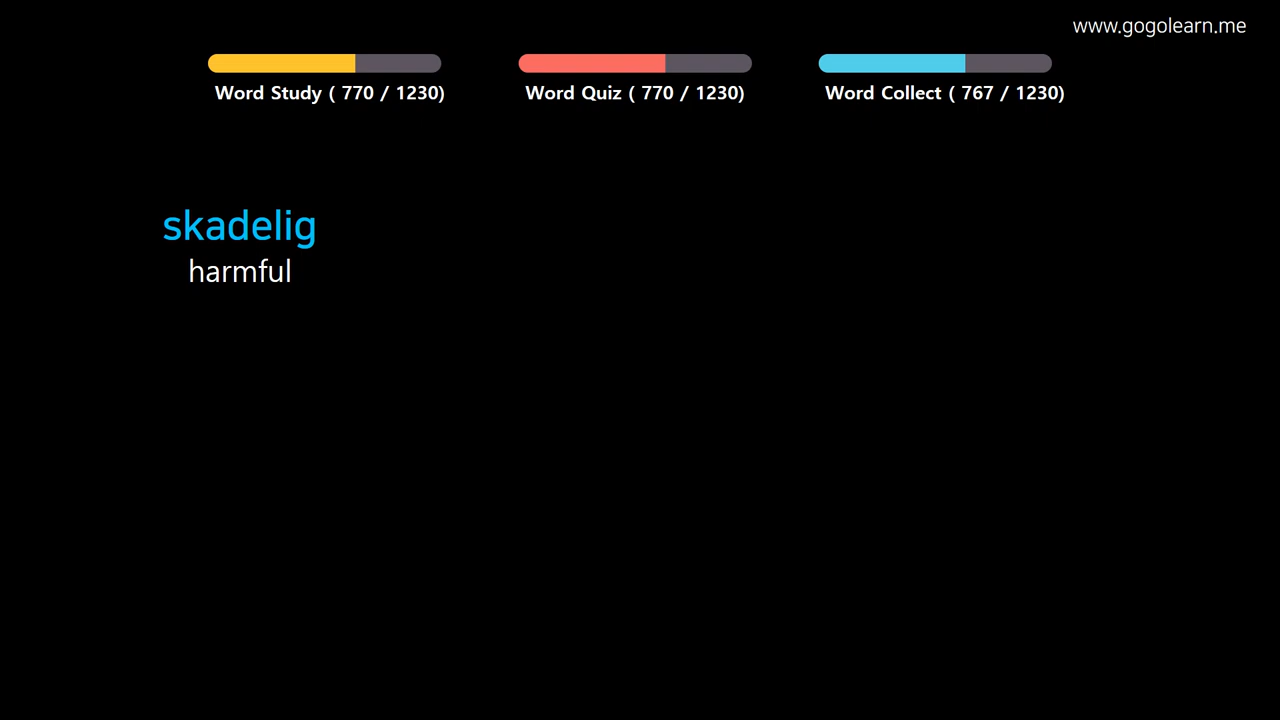 www.gogolearn.me
Word Study ( 770 / 1230)
Word Quiz ( 770 / 1230)
Word Collect ( 767 / 1230)
skadelig
harmful